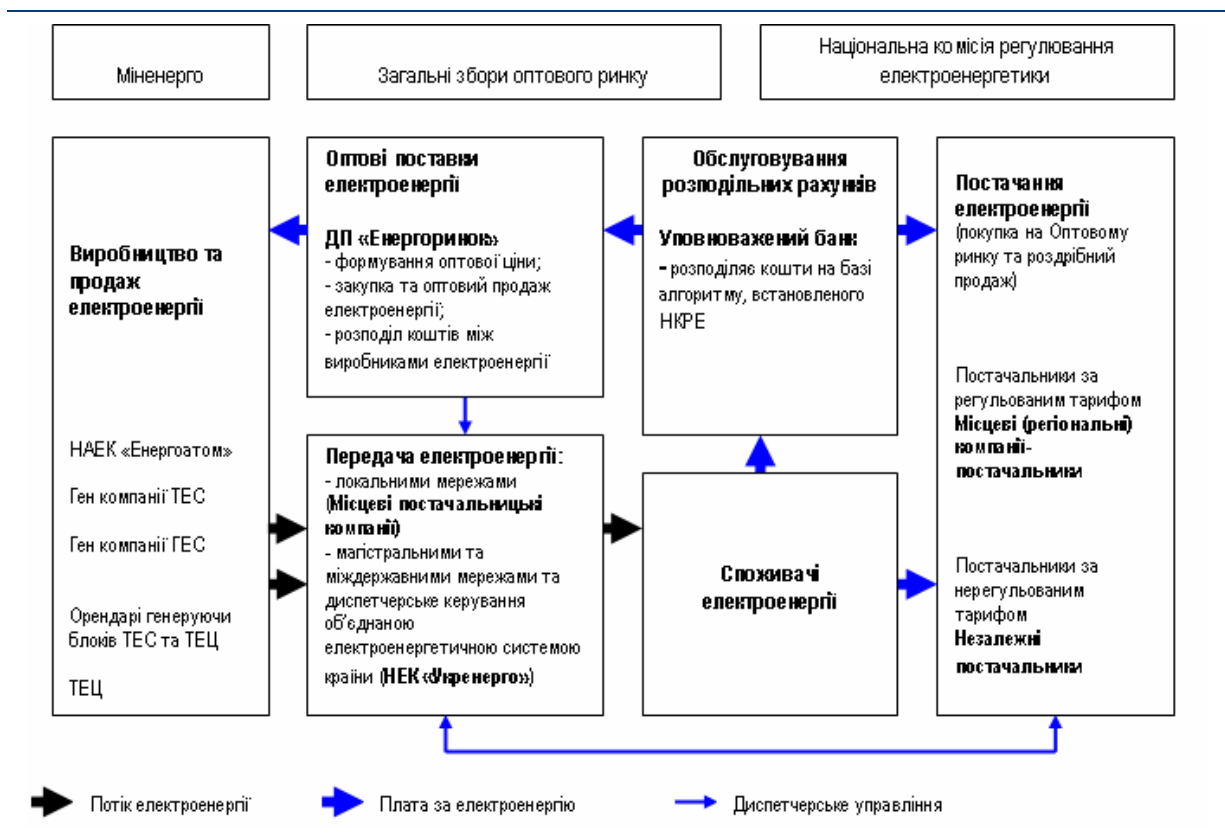 Міненерго
Загальні збори оптового ринку
Національна комісія регулювання
електроенергетики
Виробництво та
продаж
електроенергії
НАЕК «Енергоатом»
Ген компанії ТЕС
Ген компанії ГЕС
Орендарі генеруючи
блоків ТЕС та ТЕЦ
ТЕЦ
Оптові поставки
електроенергії
ДП «Енергоринок»
- формування оптової ціни;
- закупка та оптовий продаж
електроенергії;
- розподіл коштів між
виробниками електроенергії
Передача електроенергії:
- локальними мережами
(Місцеві постачальницькі
компанії)
- магістральними та
міждержавними мережами та
диспетчерське керування
об'єднаною
електроенергетичною системою
країни (НЕК «Укренерго»)
Обслуговування
розподільних рахунків
Уповноважений банк
- розподіляє кошти на базі
алгоритму, встановленого
НКРЕ
Споживачі
електроенергії
Постачання
електроенергії
(покупка на Оптовому
ринку та роздрібний
продаж)
Постачальники за
регульованим тарифом
Місцеві (регіональні)
компанії-
постачальники
Постачальники за
нерегульованим
тарифом
Незалежні
постачальники
Потік електроенергії
Плата за електроенергію
Диспетчерське управління